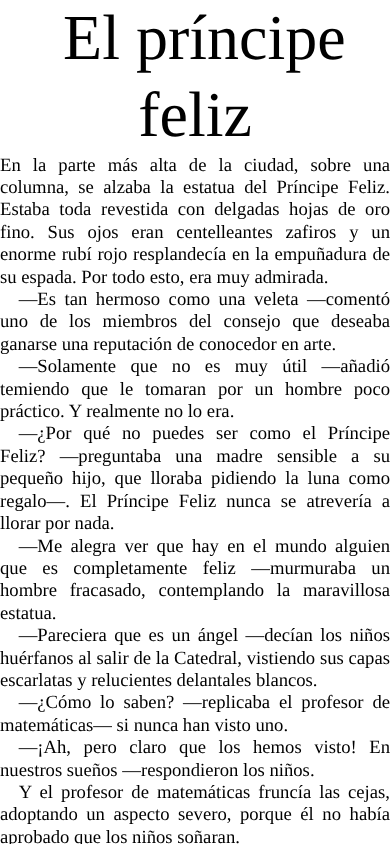 El príncipe
feliz
En la parte más alta de la ciudad, sobre una
columna, se alzaba la estatua del Príncipe Feliz.
Estaba toda revestida con delgadas hojas de oro
fino. Sus ojos eran centelleantes zafiros y un
enorme rubí rojo resplandecía en la empuñadura de
su espada. Por todo esto, era muy admirada.
—Es tan hermoso como una veleta —comentó
uno de los miembros del consejo que deseaba
ganarse una reputación de conocedor en arte.
—Solamente que no es muy útil —añadió
temiendo que le tomaran por un hombre poco
práctico. Y realmente no lo era.
—¿Por qué no puedes ser como el Príncipe
Feliz? —preguntaba una madre sensible a su
pequeño hijo, que lloraba pidiendo la luna como
regalo—. El Príncipe Feliz nunca se atrevería a
llorar por nada.
—Me alegra ver que hay en el mundo alguien
que es completamente feliz —murmuraba un
hombre fracasado, contemplando la maravillosa
estatua.
—Pareciera que es un ángel —decían los niños
huérfanos al salir de la Catedral, vistiendo sus capas
escarlatas y relucientes delantales blancos.
—¿Cómo lo saben? —replicaba el profesor de
matemáticas— si nunca han visto uno.
—¡Ah, pero claro que los hemos visto! En
nuestros sueños —respondieron los niños.
Y el profesor de matemáticas fruncía las cejas,
adoptando un aspecto severo, porque él no había
aprobado que los niños soñaran.